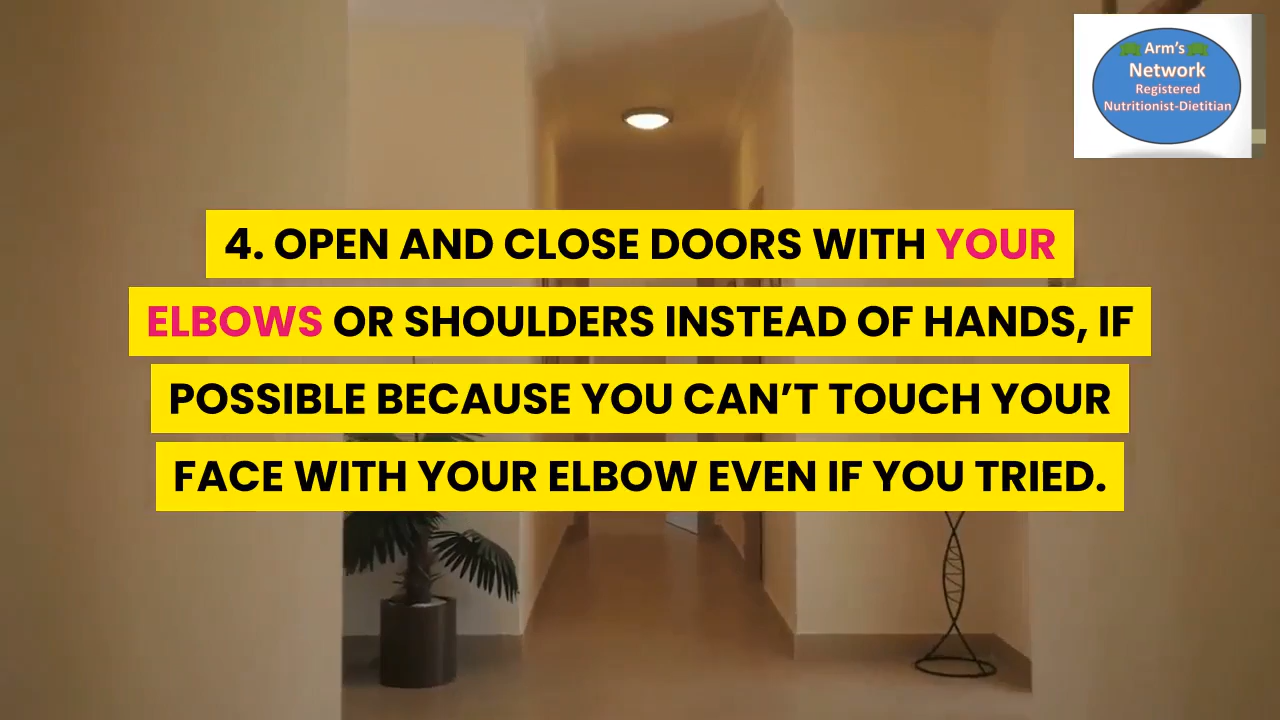 Arm's
Network
Registered
Nutritionist-Dietitian
4. OPEN AND CLOSE DOORS WITH YOUR
ELBOWS OR SHOULDERS INSTEAD OF HANDS, IF
POSSIBLE BECAUSE YOU CAN’T TOUCH YOUR
FACE WITH YOUR ELBOW EVEN IF YOU TRIED.